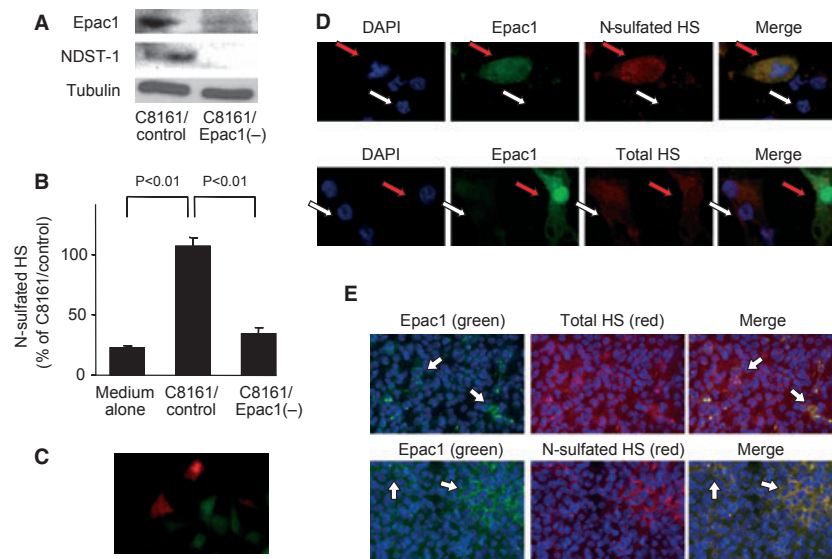 A
Epac1
NDST-1
Tubulin
C8161/ control
C8161/ Epac1(–)
B
P<0.01 P<0.01
N-sulfated HS
(% of C8161/control)
100
50
25
0
Medium alone
C8161/ control
C8161/ Epac1(–)
C
D
DAPI Epac1 N-sulfated HS Merge
DAPI Epac1 Total HS Merge
E
Epac1 (green) Total HS (red) Merge
Epac1 (green) N-sulfated HS (red) Merge